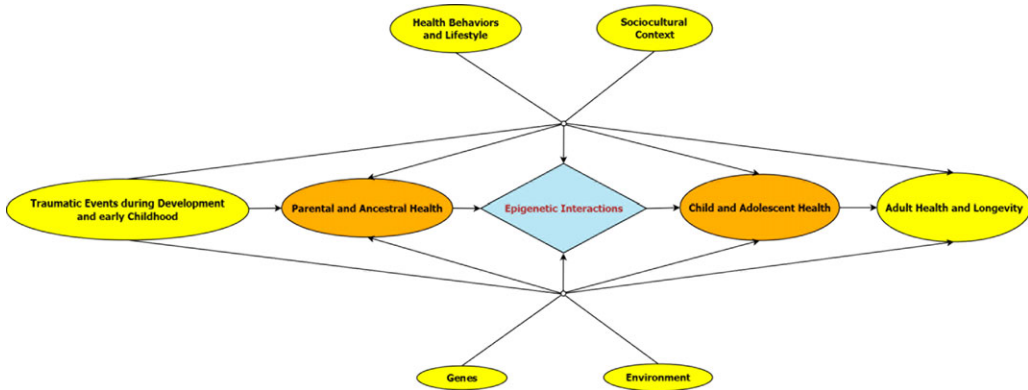 Health Behaviors
and Lifestyle
Sociocultural
Context
Traumatic Events during Development
and early Childhood
Parental and Ancestral Health
Epigenetic Interactions
Child and Adolescent Health
Adult Health and Longevity
Genes
Environment